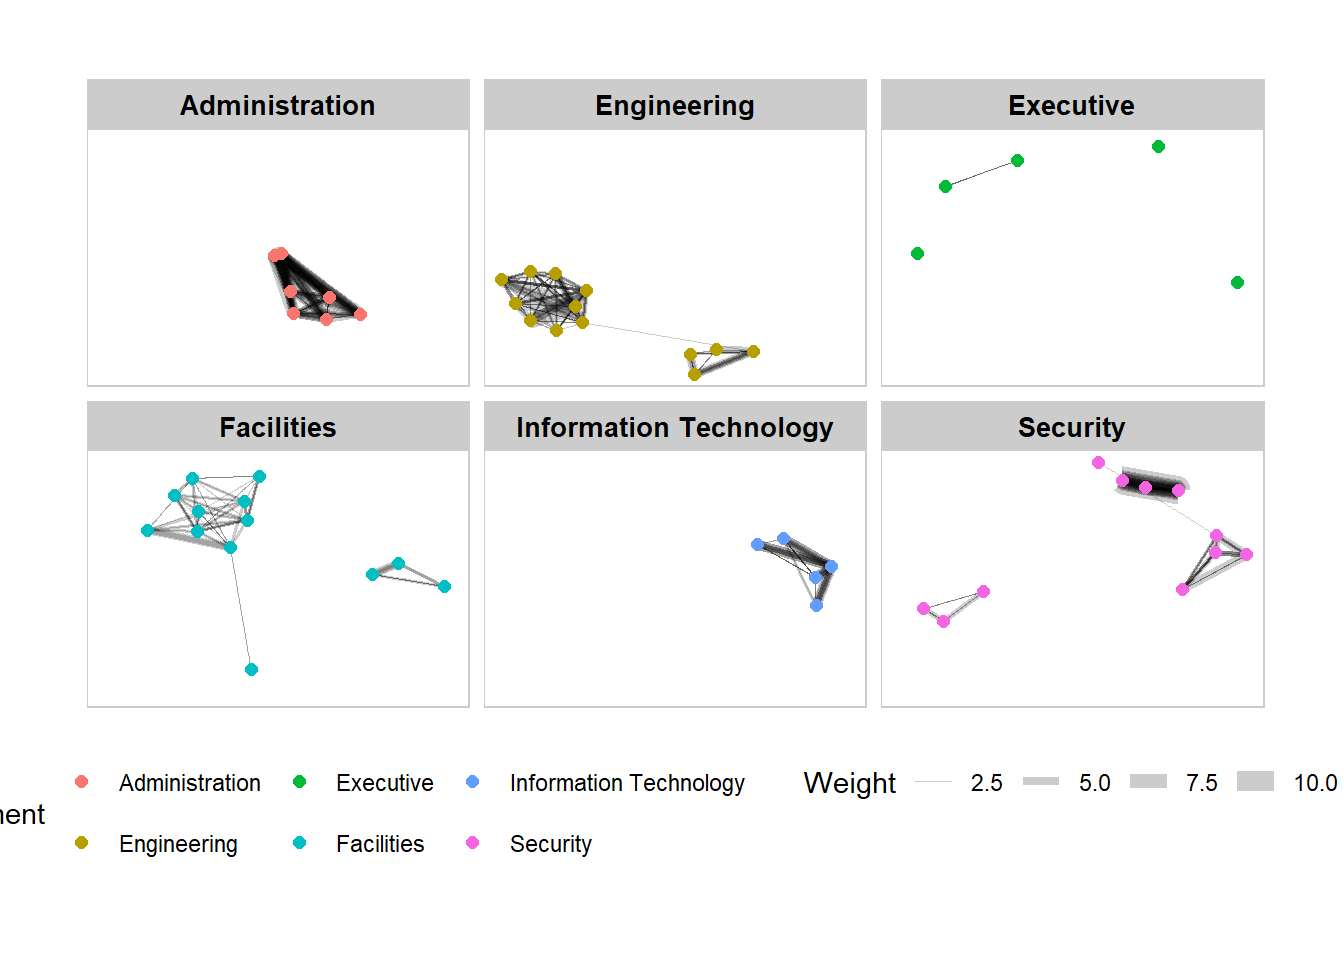 Administration Engineering Executive
Facilities Information Technology Security
Administration Executive Information Technology Weight 2.5 5.0 7.5 10.0
ment
Engineering Facilities Security